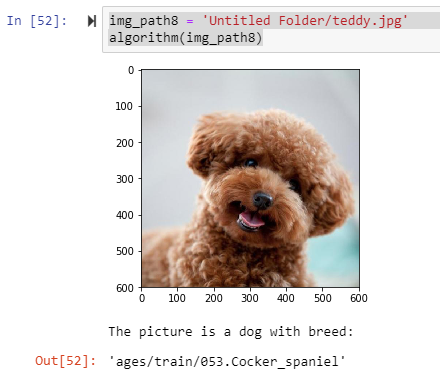 In [52]:
img_path8 = 'Untitled Folder/teddy.jpg'
algorithm(img_path8)
0
100
200
300
400
500
600
0 100 200 300 400 500 600
The picture is a dog with breed:
Out[52]: 'ages/train/053.Cocker_spaniel'